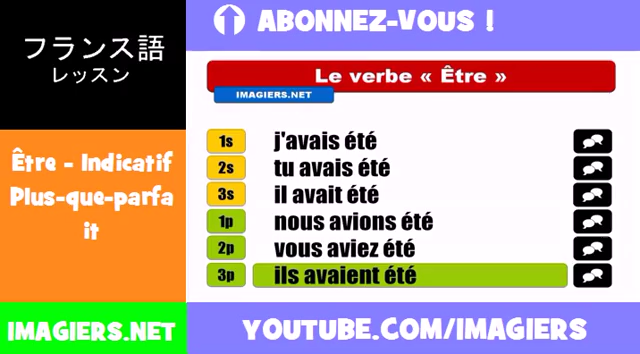 フランス語
レッスン
Être - Indicatif
Plus-que-parfa
it
IMAGIERS.NET
ABONNEZ-VOUS !
Le verbe « Être »
IMAGIERS.NET
1s j'avais été
2s tu avais été
3s il avait été
1p nous avions été
2p vous aviez été
3p ils avaient été
YOUTUBE.COM/IMAGIERS